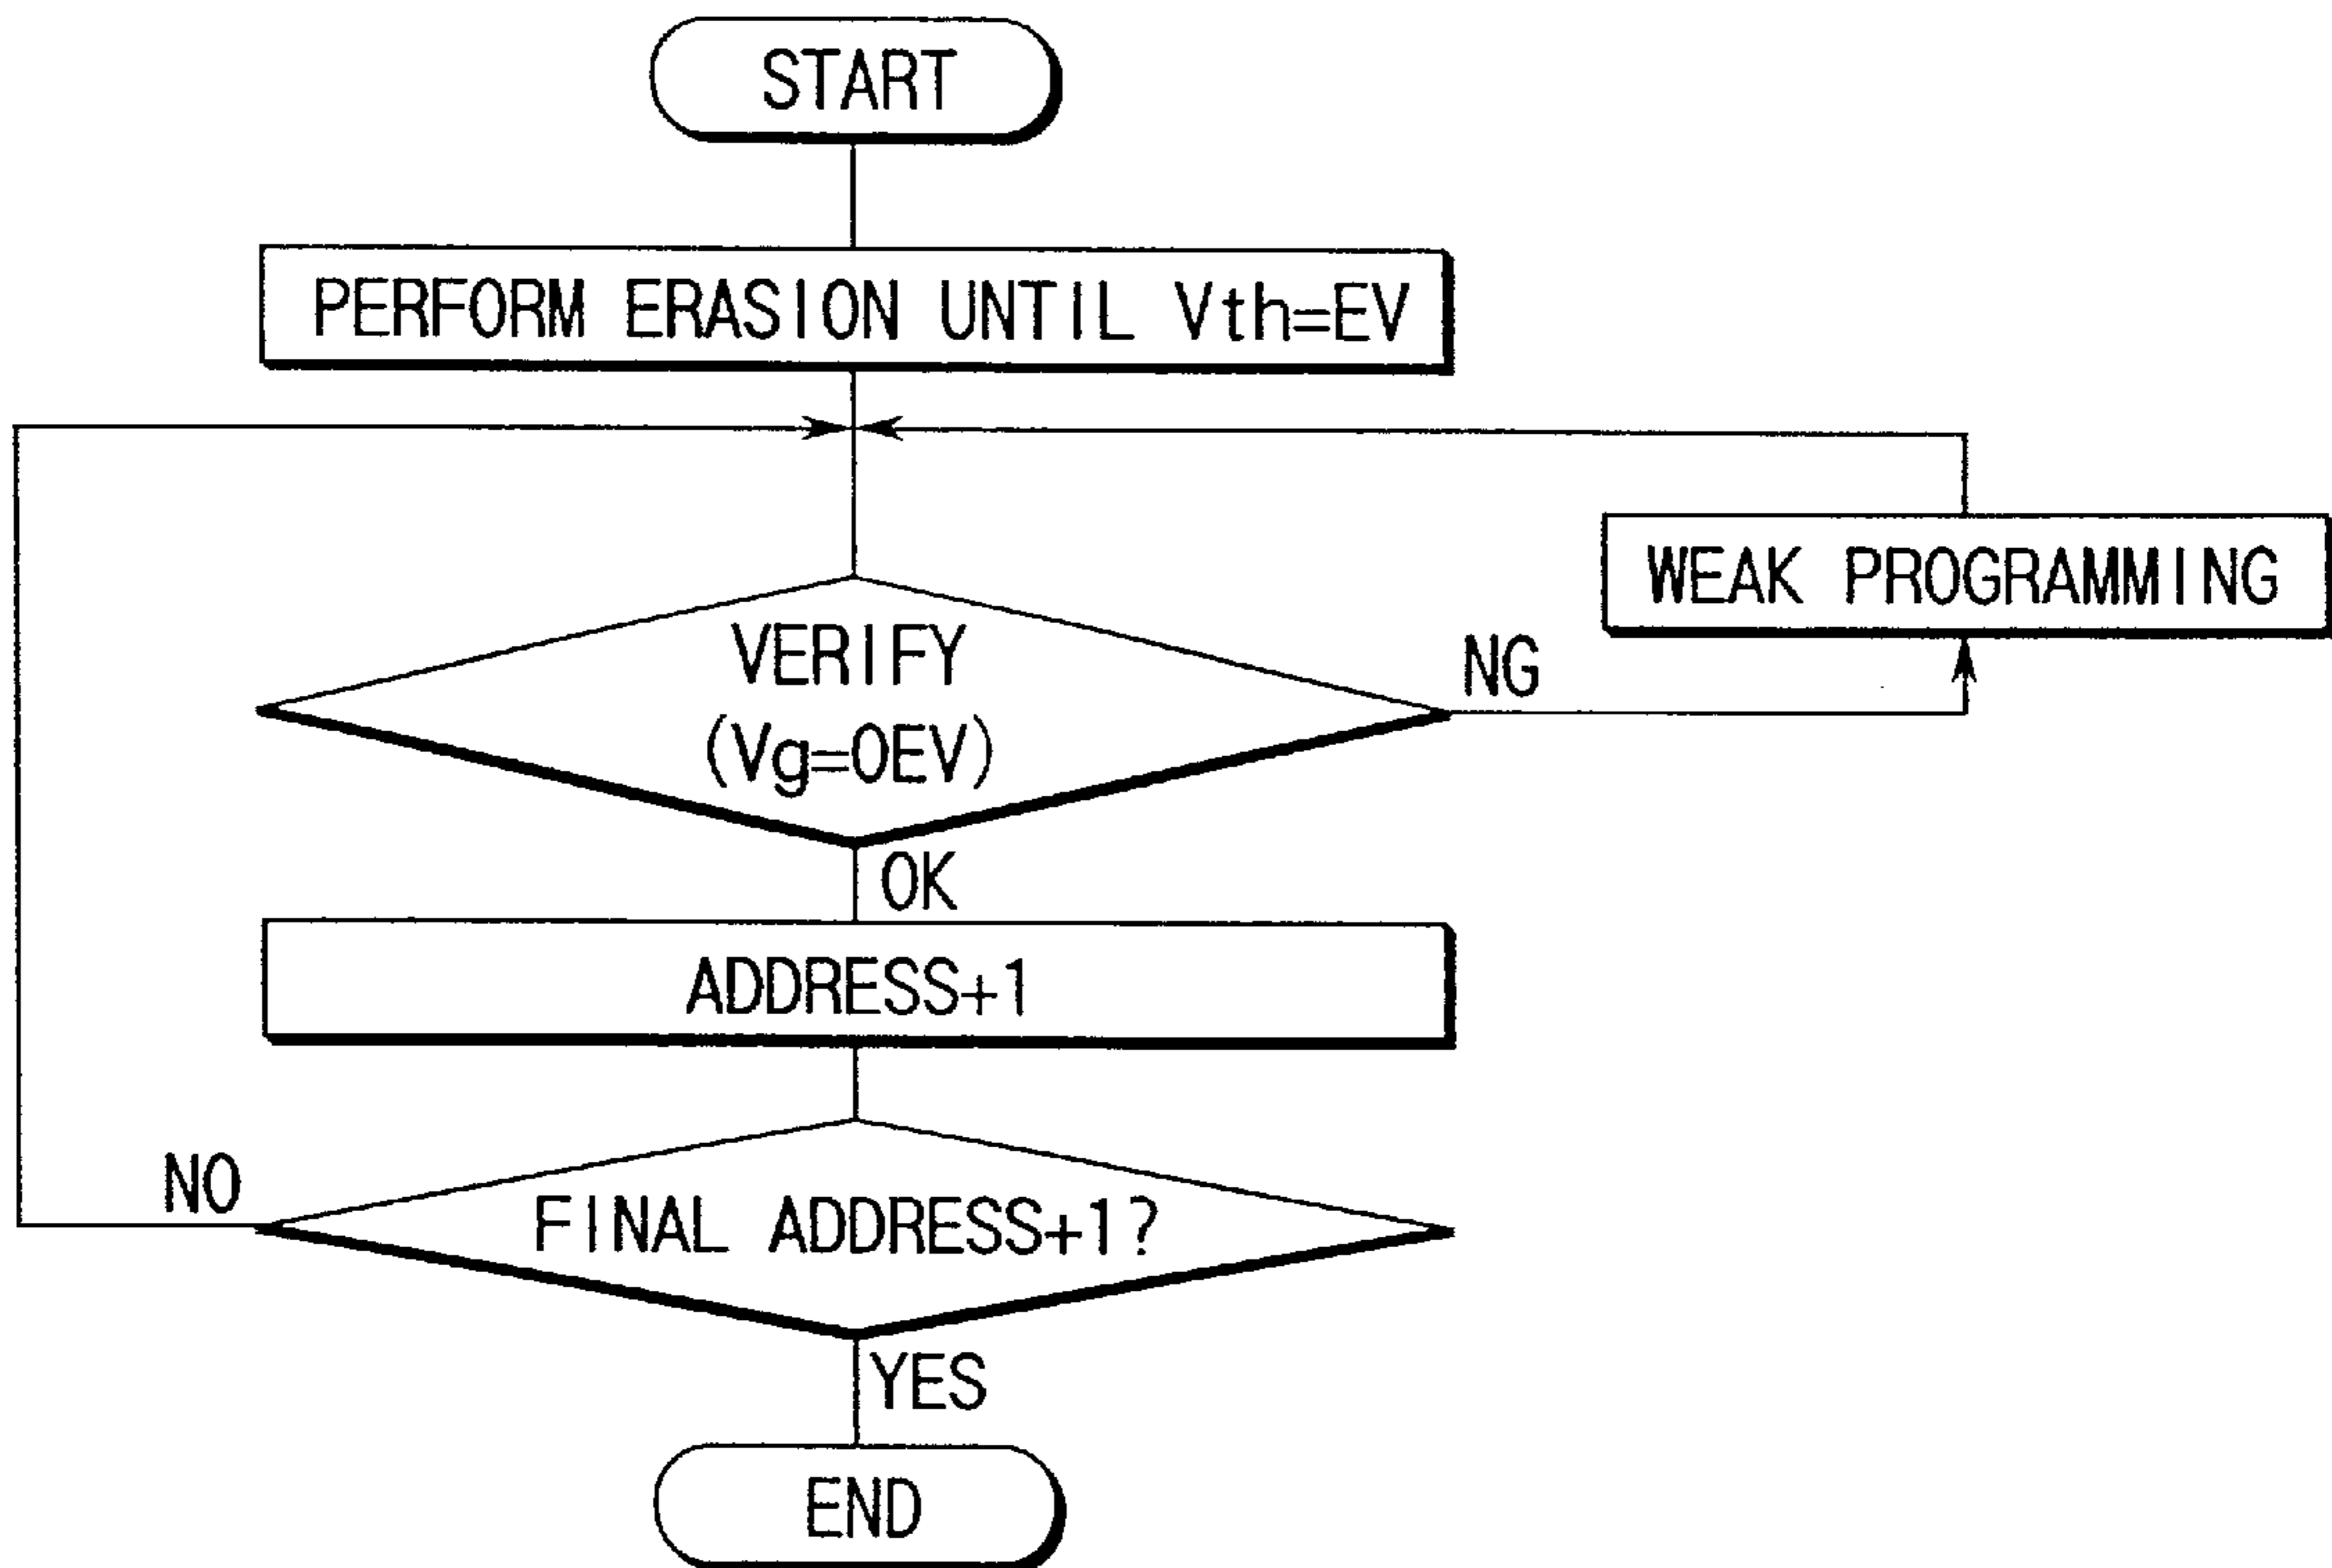 START
PERFORM ERASION UNTIL Vth=EV
WEAK PROGRAMMING
VERIFY
(Vg=0EV)
NG
OK
ADDRESS+1
NO
FINAL ADDRESS+1?
YES
END